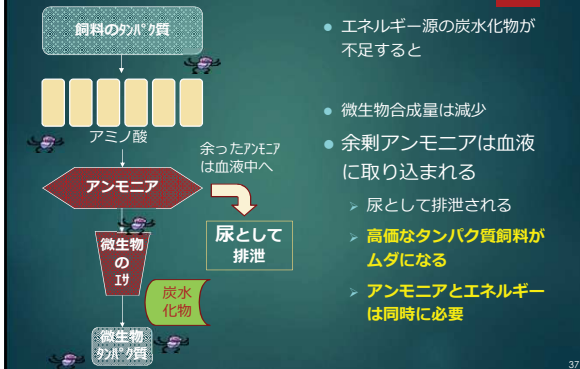 飼料のﾀﾝﾊﾟｸ質
アミノ酸
余ったｱﾝﾓﾆｱ
は血液中へ
アンモニア
尿として
排泄
微生物
の
ｴｻ
炭水
化物
微生物
ﾀﾝﾊﾟｸ質
エネルギー源の炭水化物が
不足すると
微生物合成量は減少
余剰アンモニアは血液
に取り込まれる
尿として排泄される
高価なタンパク質飼料が
ムダになる
アンモニアとエネルギー
は同時に必要
37